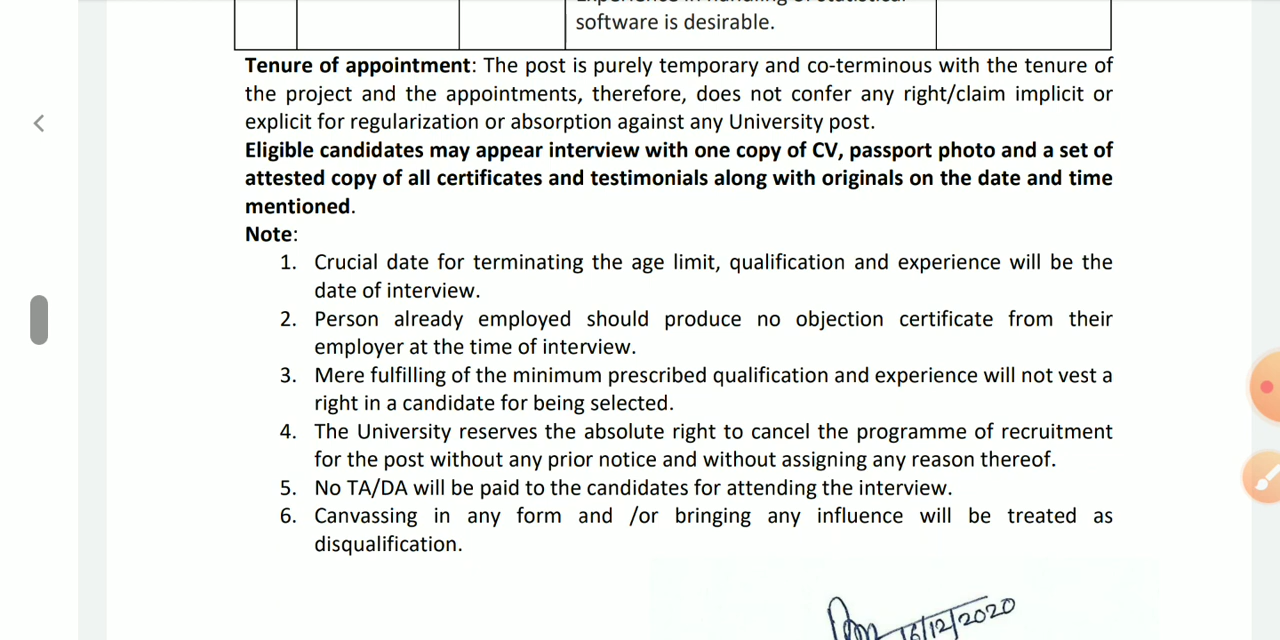 software is desirable.
Tenure of appointment: The post is purely temporary and co-terminous with the tenure of
the project and the appointments, therefore, does not confer any right/claim implicit or
explicit for regularization or absorption against any University post.
Eligible candidates may appear interview with one copy of CV, passport photo and a set of
attested copy of all certificates and testimonials along with originals on the date and time
mentioned.
Note:
1. Crucial date for terminating the age limit, qualification and experience will be the
date of interview.
2. Person already employed should produce no objection certificate from their
employer at the time of interview.
3. Mere fulfilling of the minimum prescribed qualification and experience will not vest a
right in a candidate for being selected.
4. The University reserves the absolute right to cancel the programme of recruitment
for the post without any prior notice and without assigning any reason thereof.
5. No TA/DA will be paid to the candidates for attending the interview.
6. Canvassing in any form and /or bringing any influence will be treated as
disqualification.
16/12/2020